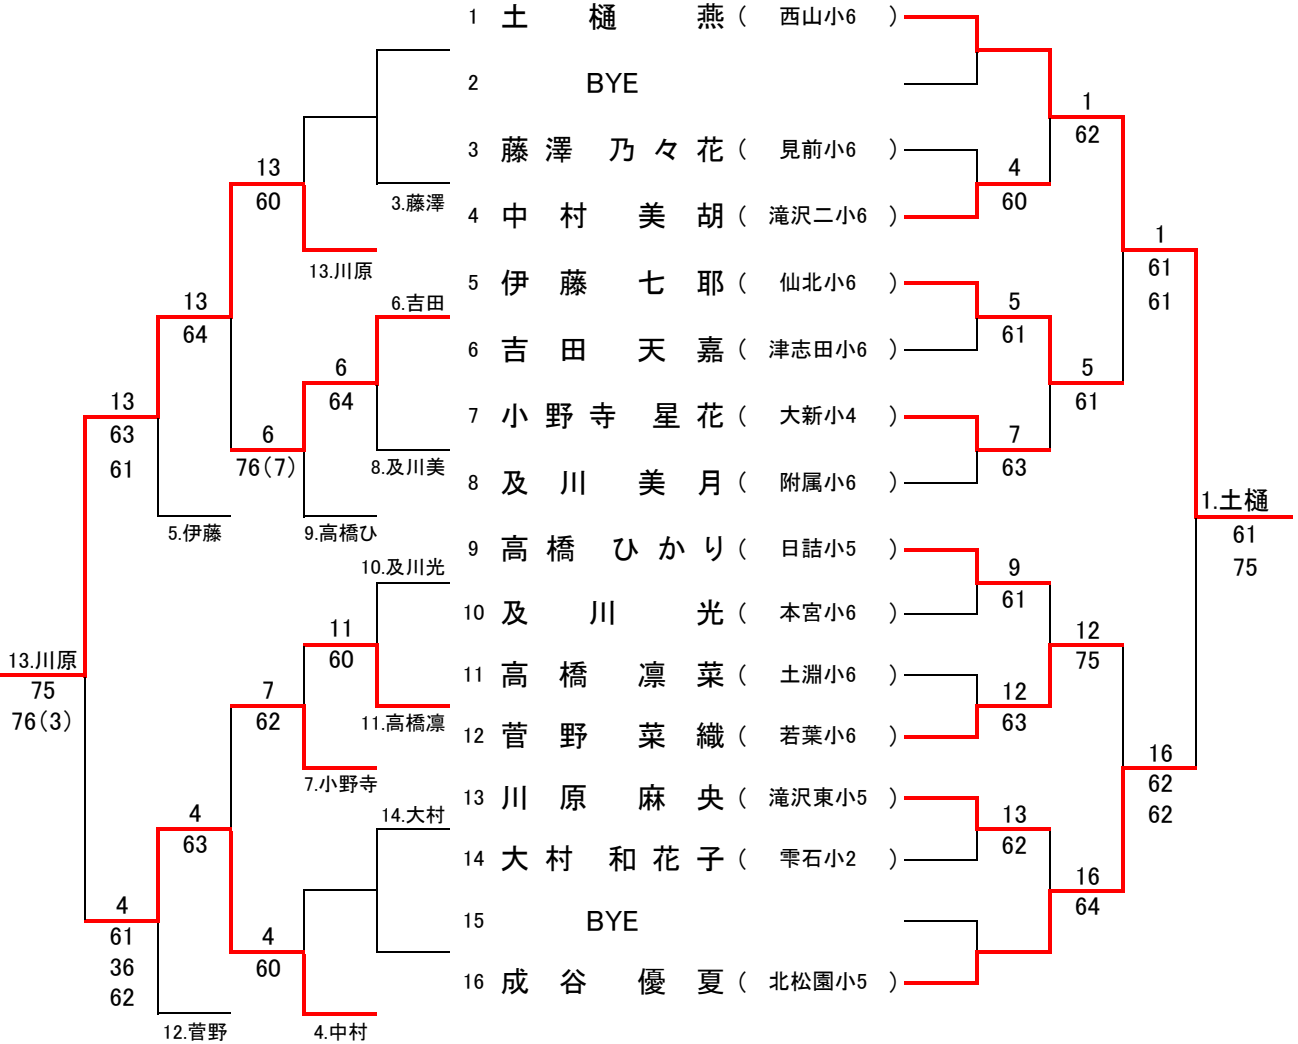 1 土樋 燕 ( 西山小6 )
2 BYE
3 藤澤 乃々花 ( 見前小6 )
4 中村 美胡 ( 滝沢二小6 )
5 伊藤 七耶 ( 仙北小6 )
6 吉田 天嘉 ( 津志田小6 )
7 小野寺 星花 ( 大新小4 )
8 及川 美月 ( 附属小6 )
9 高橋 ひかり ( 日詰小5 )
10 及川 光 ( 本宮小6 )
11 高橋 凛菜 ( 土淵小6 )
12 菅野 菜織 ( 若葉小6 )
13 川原 麻央 ( 滝沢東小5 )
14 大村 和花子 ( 雫石小2 )
15 BYE
16 成谷 優夏 ( 北松園小5 )
4
60
5
61
7
63
9
61
12
63
13
62
1
62
5
61
12
75
16
64
1
61
61
16
62
62
1.土樋
61
75
3.藤澤
13.川原
6.吉田
8.及川美
9.高橋ひ
5.伊藤
10.及川光
11.高橋凛
7.小野寺
14.大村
4.中村
12.菅野
6
64
11
60
13
60
6
76(7)
7
62
4
60
13
64
4
63
13
63
61
4
61
36
62
13.川原
75
76(3)